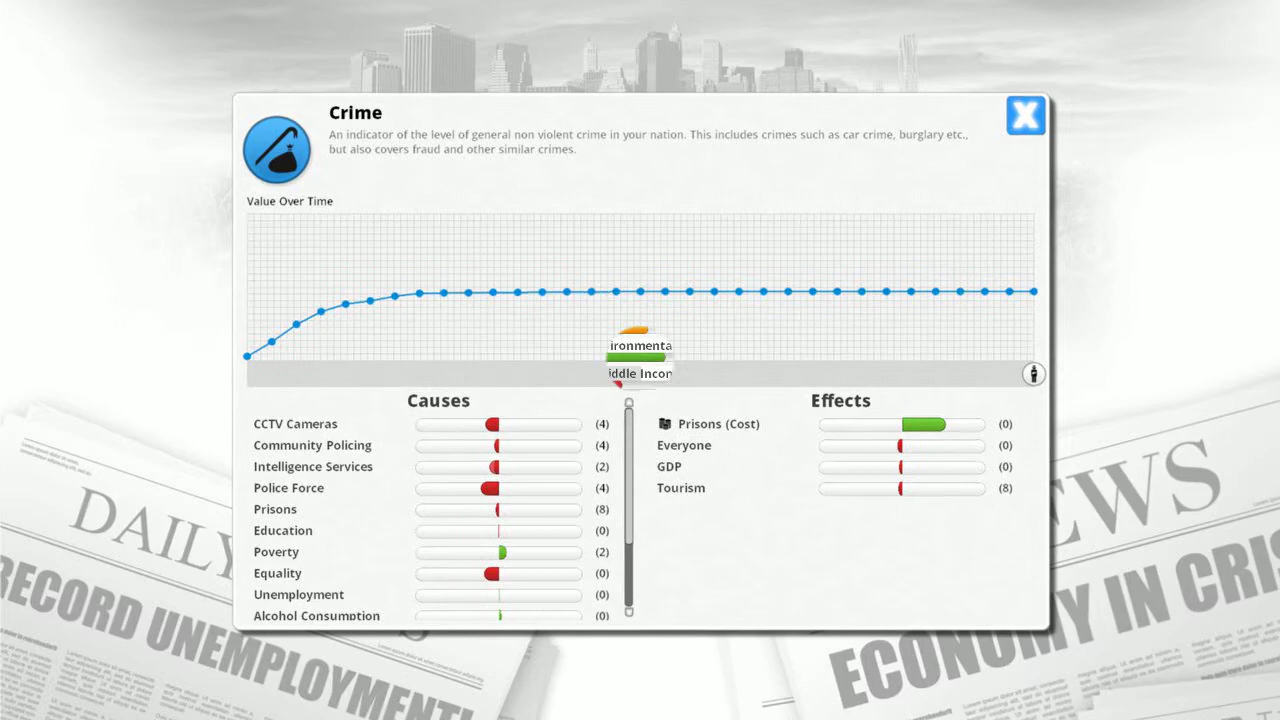 Crime
An indicator of the level of general non violent crime in your nation. This includes crimes such as car crime, burglary etc.,
but also covers fraud and other similar crimes.
Value Over Time
ironmenta
iddle Incor
Causes
Effects
CCTV Cameras (4)
Community Policing (4)
Intelligence Services (2)
Police Force (4)
Prisons (8)
Education (0)
Poverty (2)
Equality (0)
Unemployment (0)
Alcohol Consumption (0)
Prisons (Cost) (0)
Everyone (0)
GDP (0)
Tourism (8)
DAILY
RECORD UNEMPLOYMENT!
EWS
ECONOMY IN CRIS